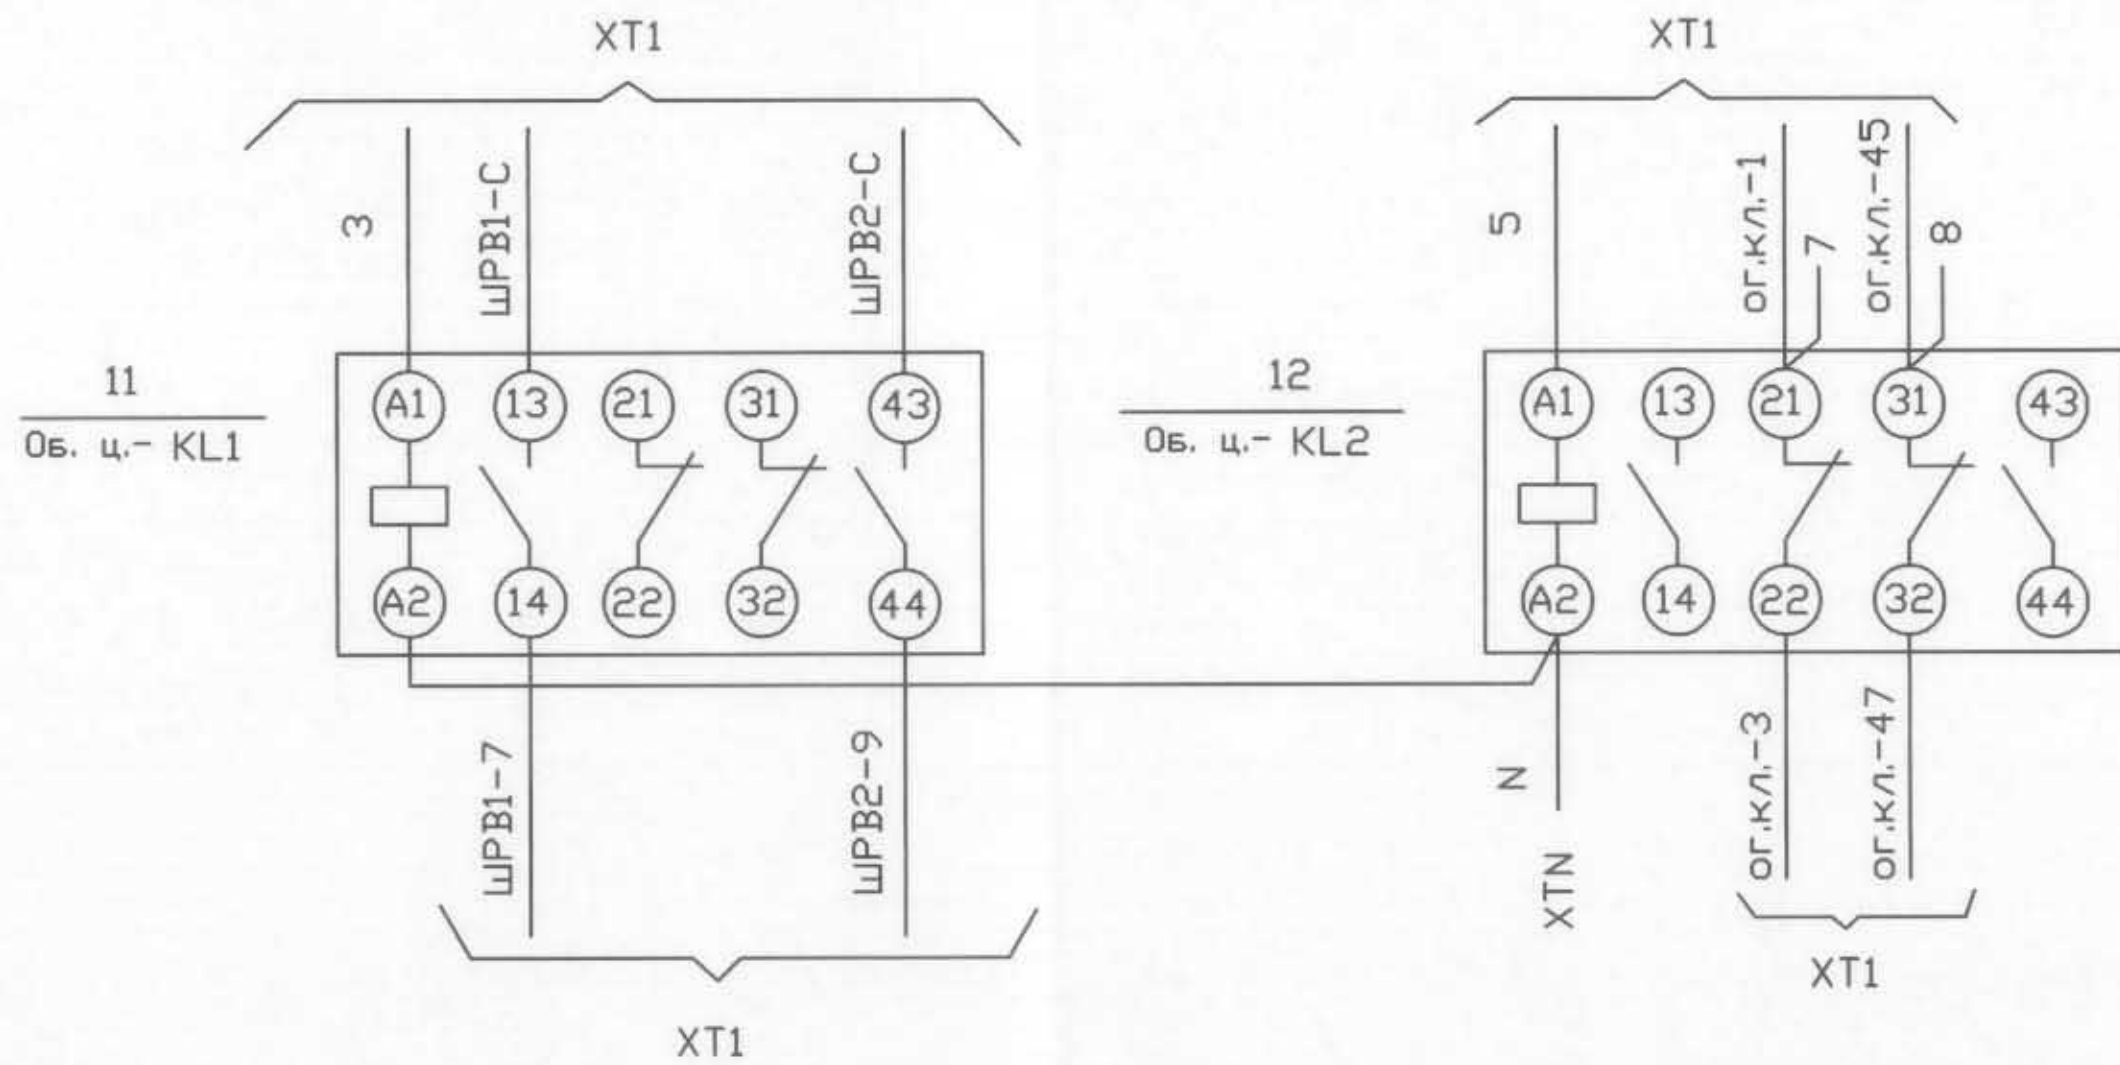 XT1
3
ШРВ1-С
ШРВ2-С
11
Об. ц.- KL1
A1
13
21
31
43
A2
14
22
32
44
ШРВ1-7
ШРВ2-9
XT1
XT1
5
ог.кл.-1
7
ог.кл.-45
8
12
Об. ц.- KL2
A1
13
21
31
43
A2
14
22
32
44
N
XTN
ог.кл.-3
ог.кл.-47
XT1